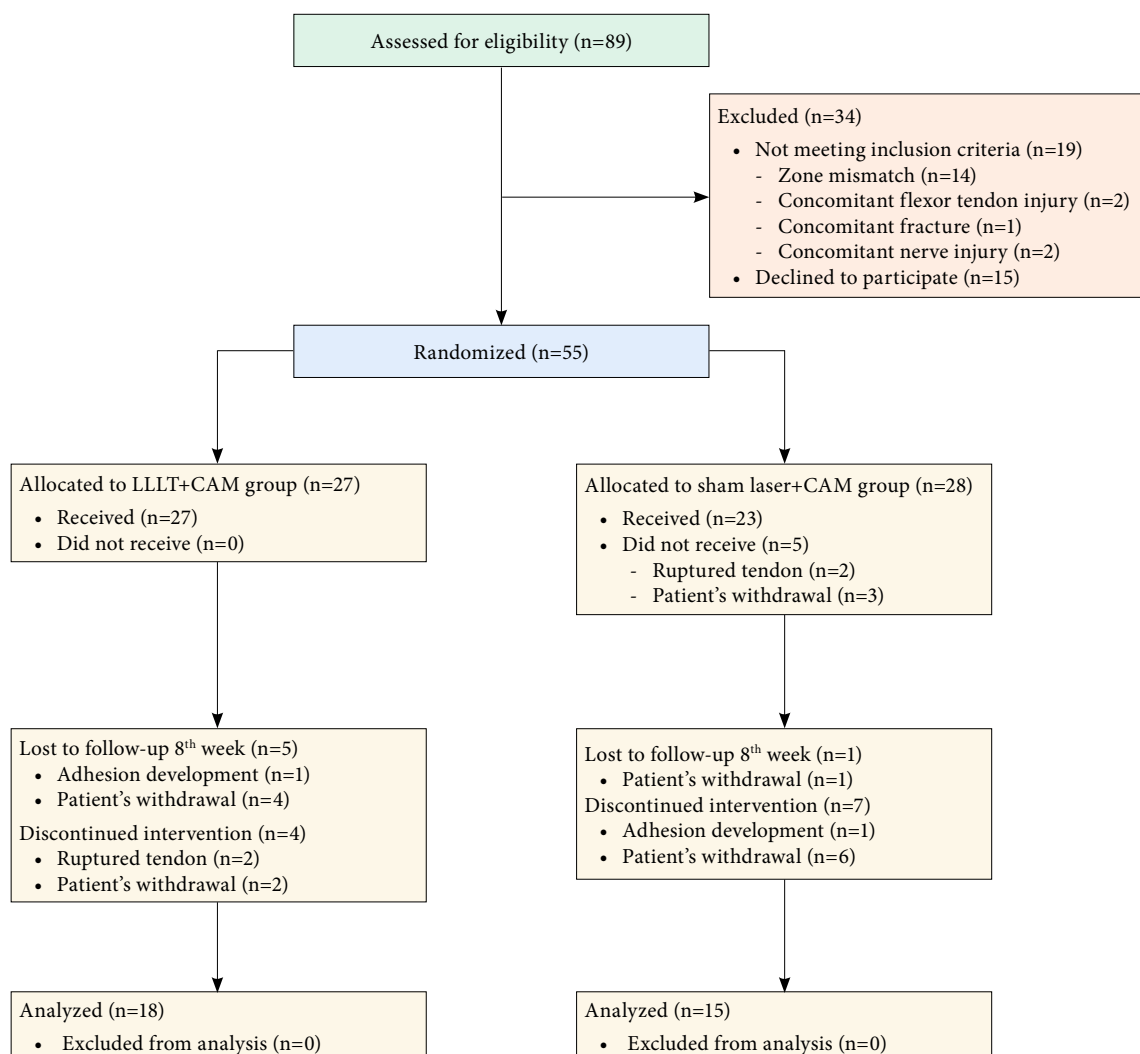 Assessed for eligibility (n=89)
Excluded (n=34)
• Not meeting inclusion criteria (n=19)
- Zone mismatch (n=14)
- Concomitant flexor tendon injury (n=2)
- Concomitant fracture (n=1)
- Concomitant nerve injury (n=2)
• Declined to participate (n=15)
Randomized (n=55)
Allocated to LLLT+CAM group (n=27)
• Received (n=27)
• Did not receive (n=0)
Allocated to sham laser+CAM group (n=28)
• Received (n=23)
• Did not receive (n=5)
- Ruptured tendon (n=2)
- Patient's withdrawal (n=3)
Lost to follow-up 8th week (n=5)
• Adhesion development (n=1)
• Patient's withdrawal (n=4)
Discontinued intervention (n=4)
• Ruptured tendon (n=2)
• Patient's withdrawal (n=2)
Lost to follow-up 8th week (n=1)
• Patient's withdrawal (n=1)
Discontinued intervention (n=7)
• Adhesion development (n=1)
• Patient's withdrawal (n=6)
Analyzed (n=18)
• Excluded from analysis (n=0)
Analyzed (n=15)
• Excluded from analysis (n=0)